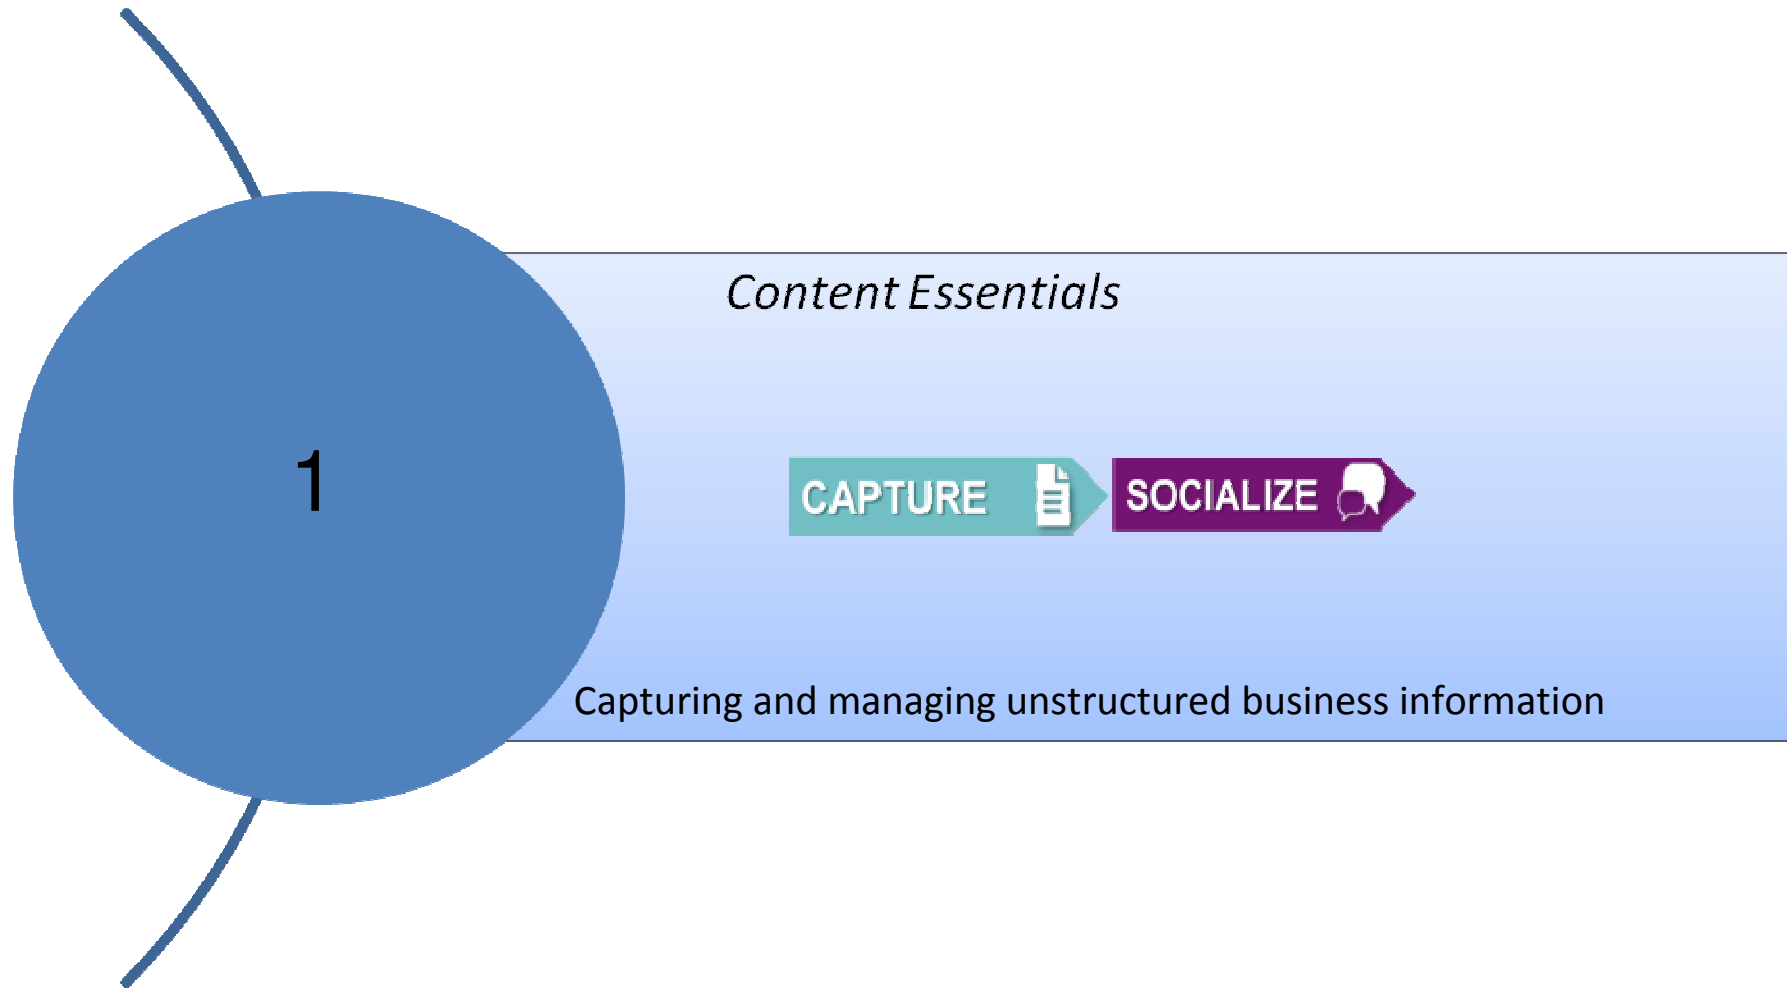 Content Essentials
1
CAPTURE
SOCIALIZE
Capturing and managing unstructured business information